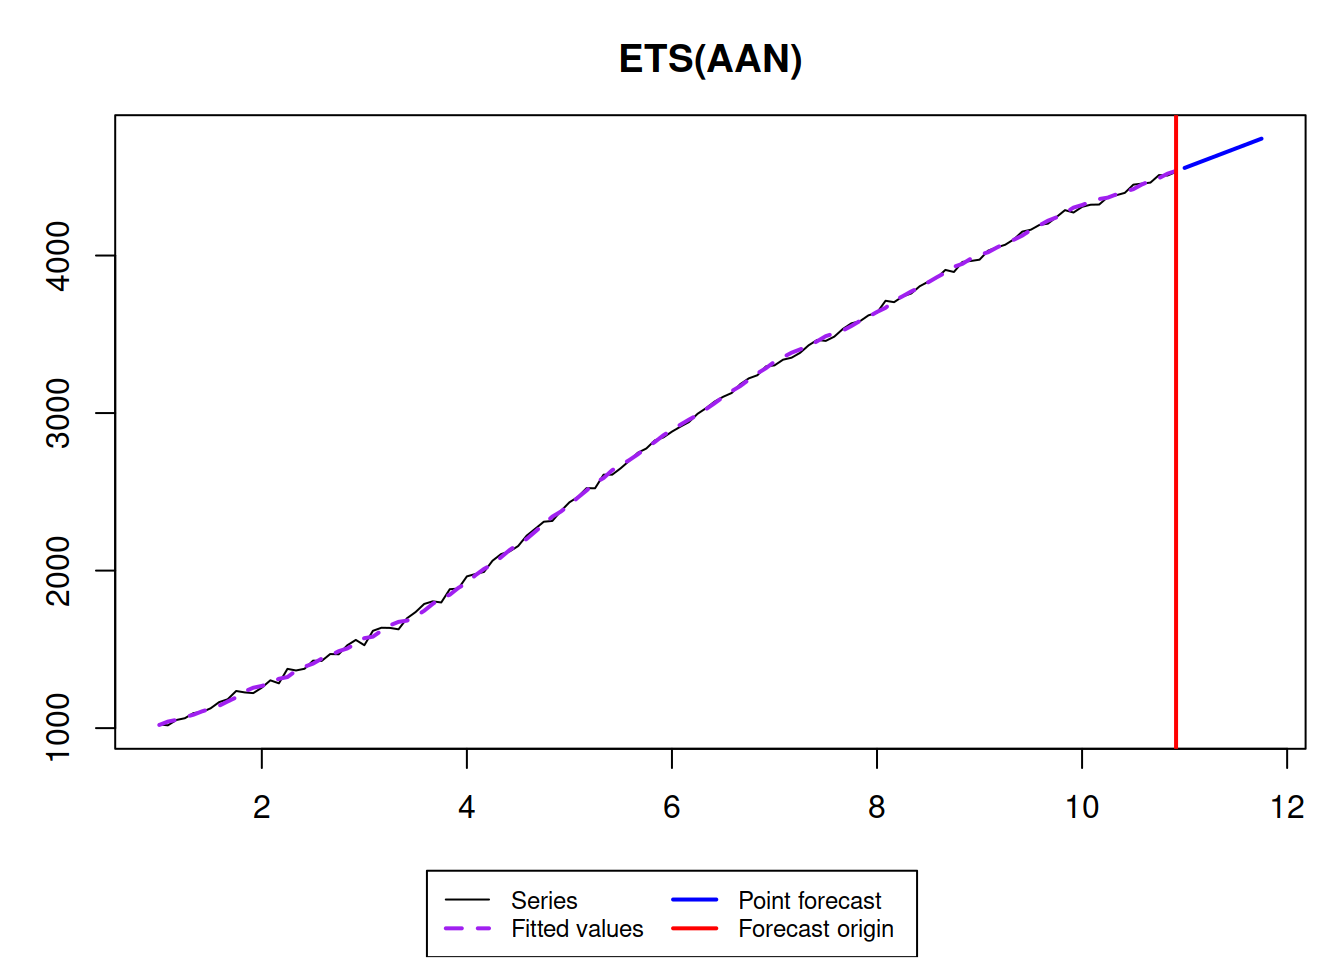 ETS(AAN)
4000
3000
2000
1000
2 4 6 8 10 12
Series Point forecast
Fitted values Forecast origin